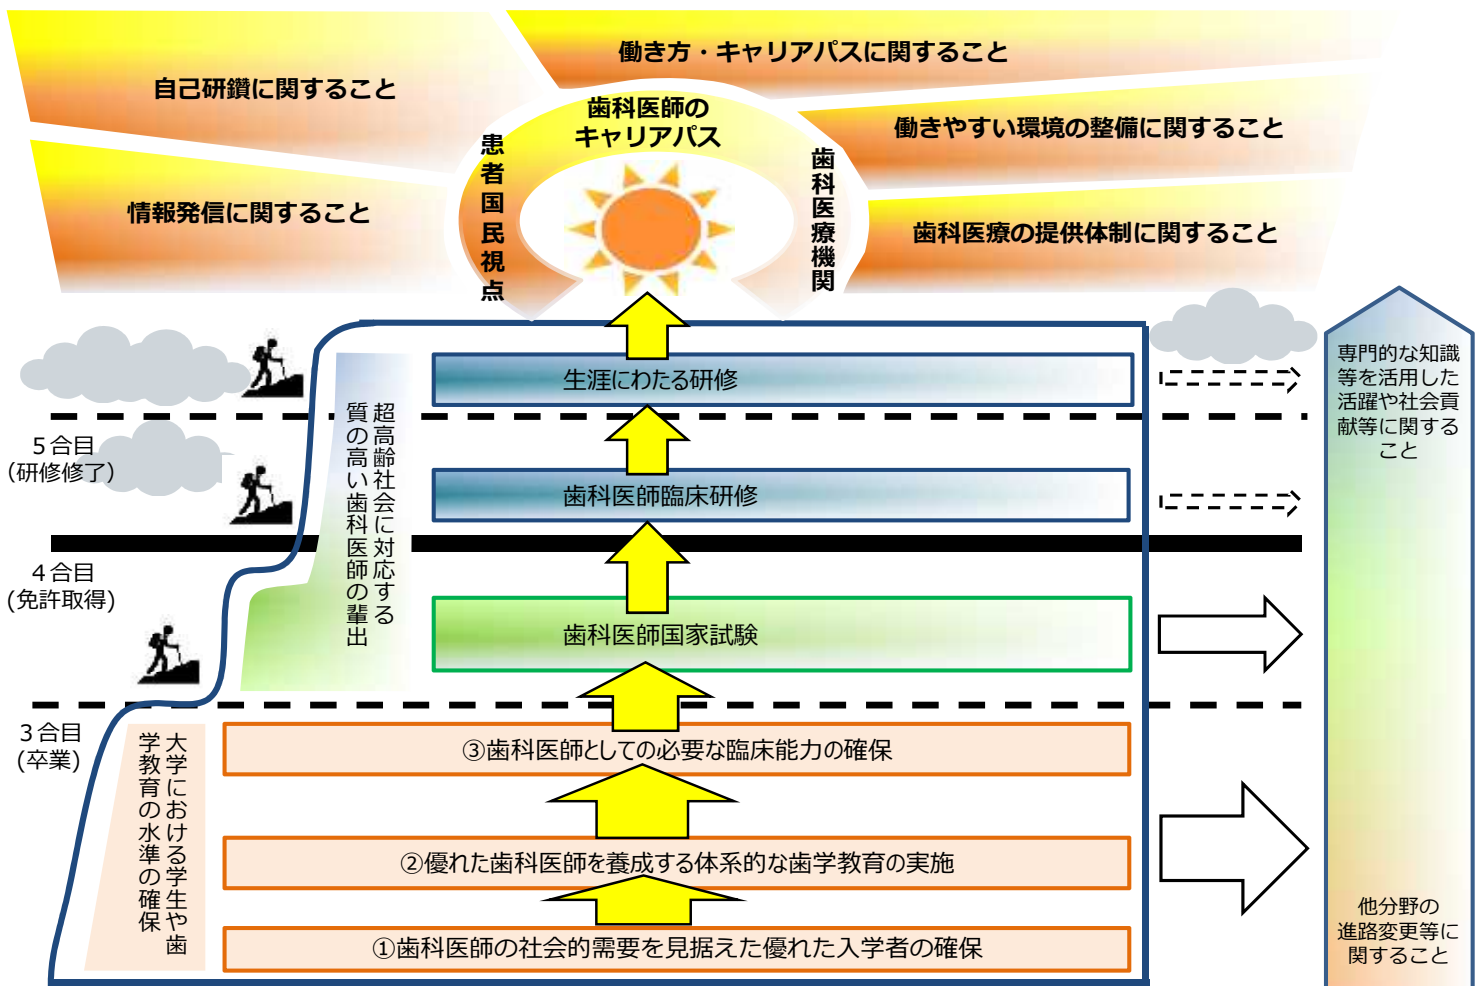 働き方・キャリアパスに関すること
自己研鑽に関すること
歯科医師の
キャリアパス
働きやすい環境の整備に関すること
患者国民視点
歯科医療機関
情報発信に関すること
歯科医療の提供体制に関すること
生涯にわたる研修
専門的な知識
等を活用した
活躍や社会貢
献等に関する
こと
超高齢社会に対応する
質の高い歯科医師の輩出
5合目
(研修修了)
歯科医師臨床研修
4合目
(免許取得)
歯科医師国家試験
3合目
(卒業)
大学における学生や歯
学教育の水準の確保
③歯科医師としての必要な臨床能力の確保
②優れた歯科医師を養成する体系的な歯学教育の実施
①歯科医師の社会的需要を見据えた優れた入学者の確保
他分野の
進路変更等に
関すること